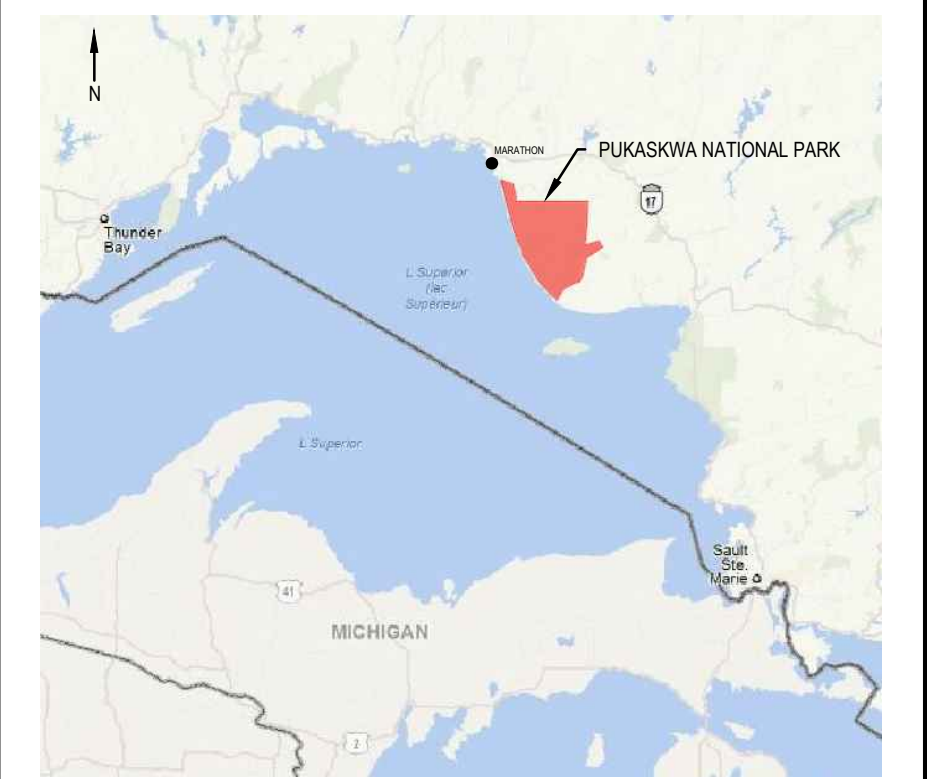 N
MARATHON
PUKASKWA NATIONAL PARK
17
Thunder
Bay
L Superior
(lac
Supérieur)
L Superior
Sault
Ste.
Marie
41
MICHIGAN
2